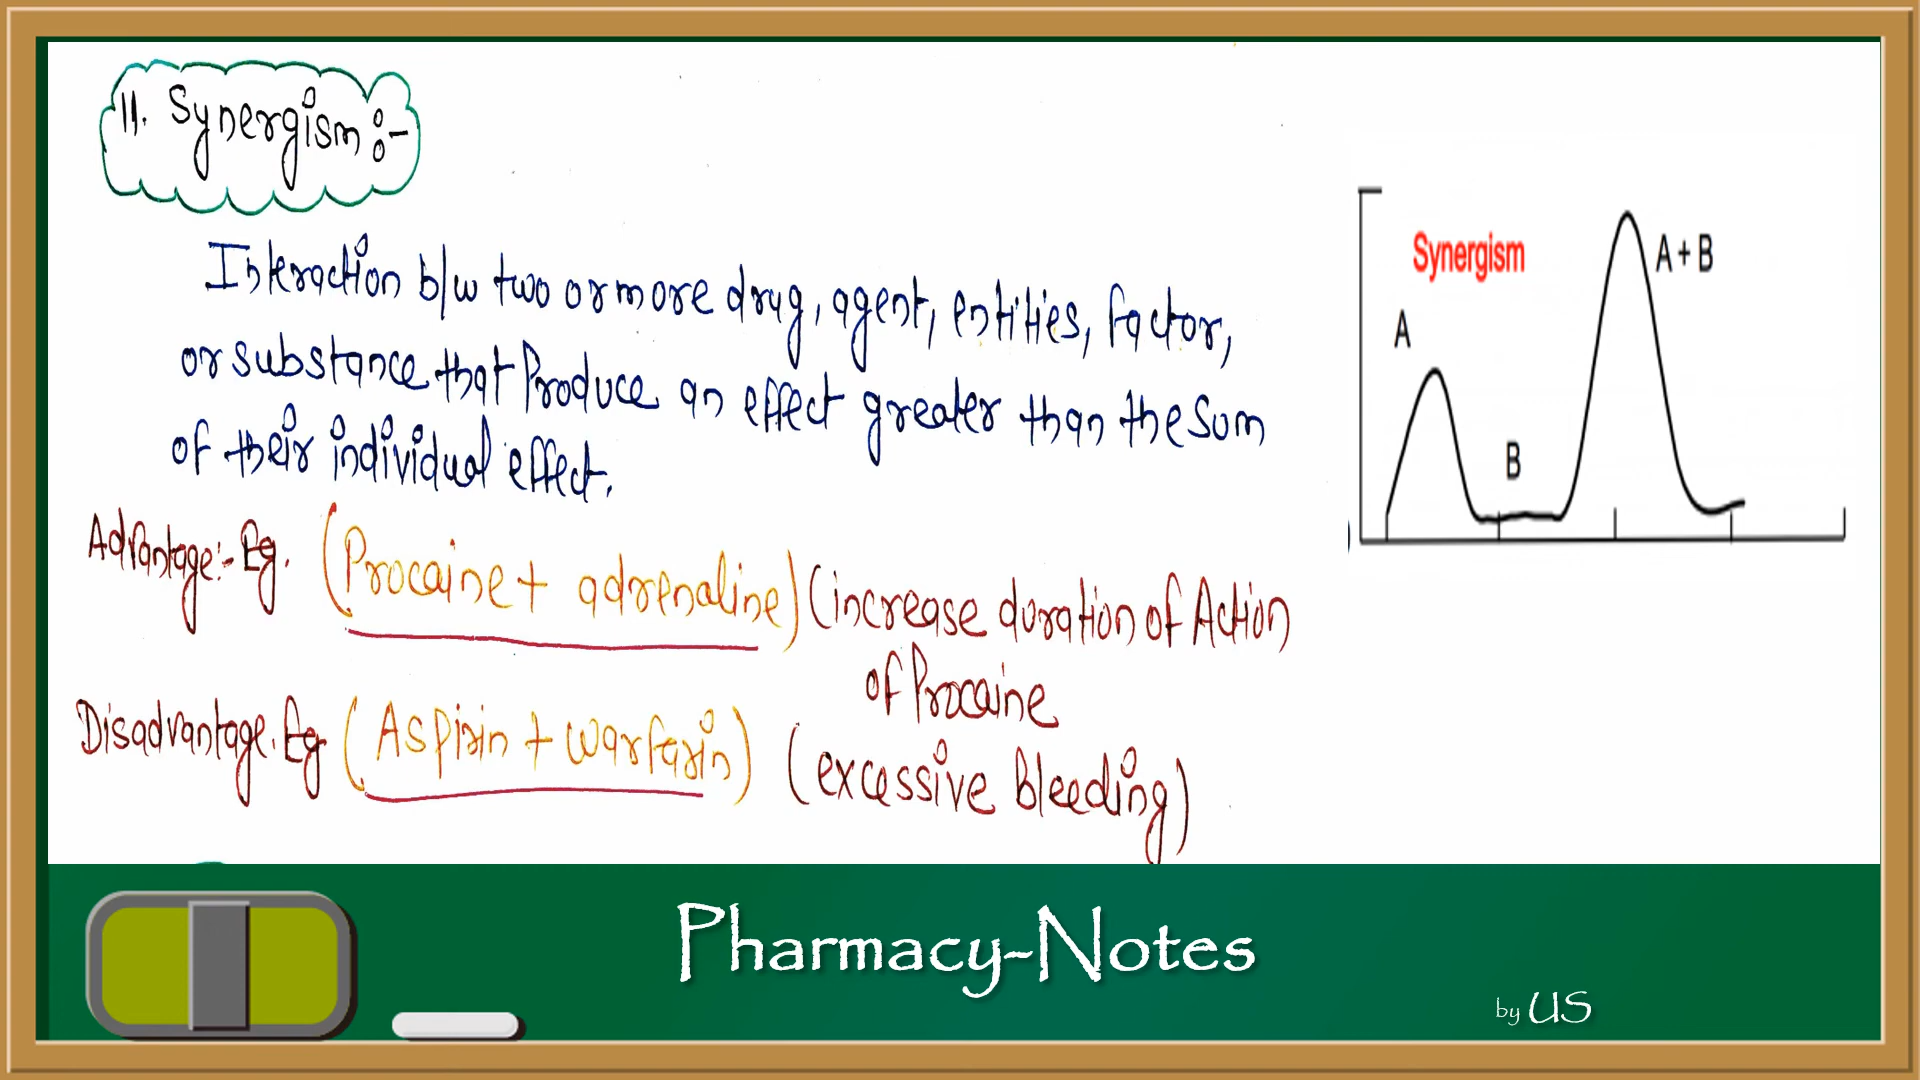 11. Synergism:-
Interaction b/w two or more drug, agent, entities, factor,
or substance that Produce an effect greater than the sum
of their individual effect.
Advantage:- Eg. (Procaine + adrenaline) (increase duration of Action
of Procaine
Disadvantage. Eg (Aspirin + warfarin) (excessive bleeding)
Synergism
A + B
A
B
Pharmacy-Notes
by US